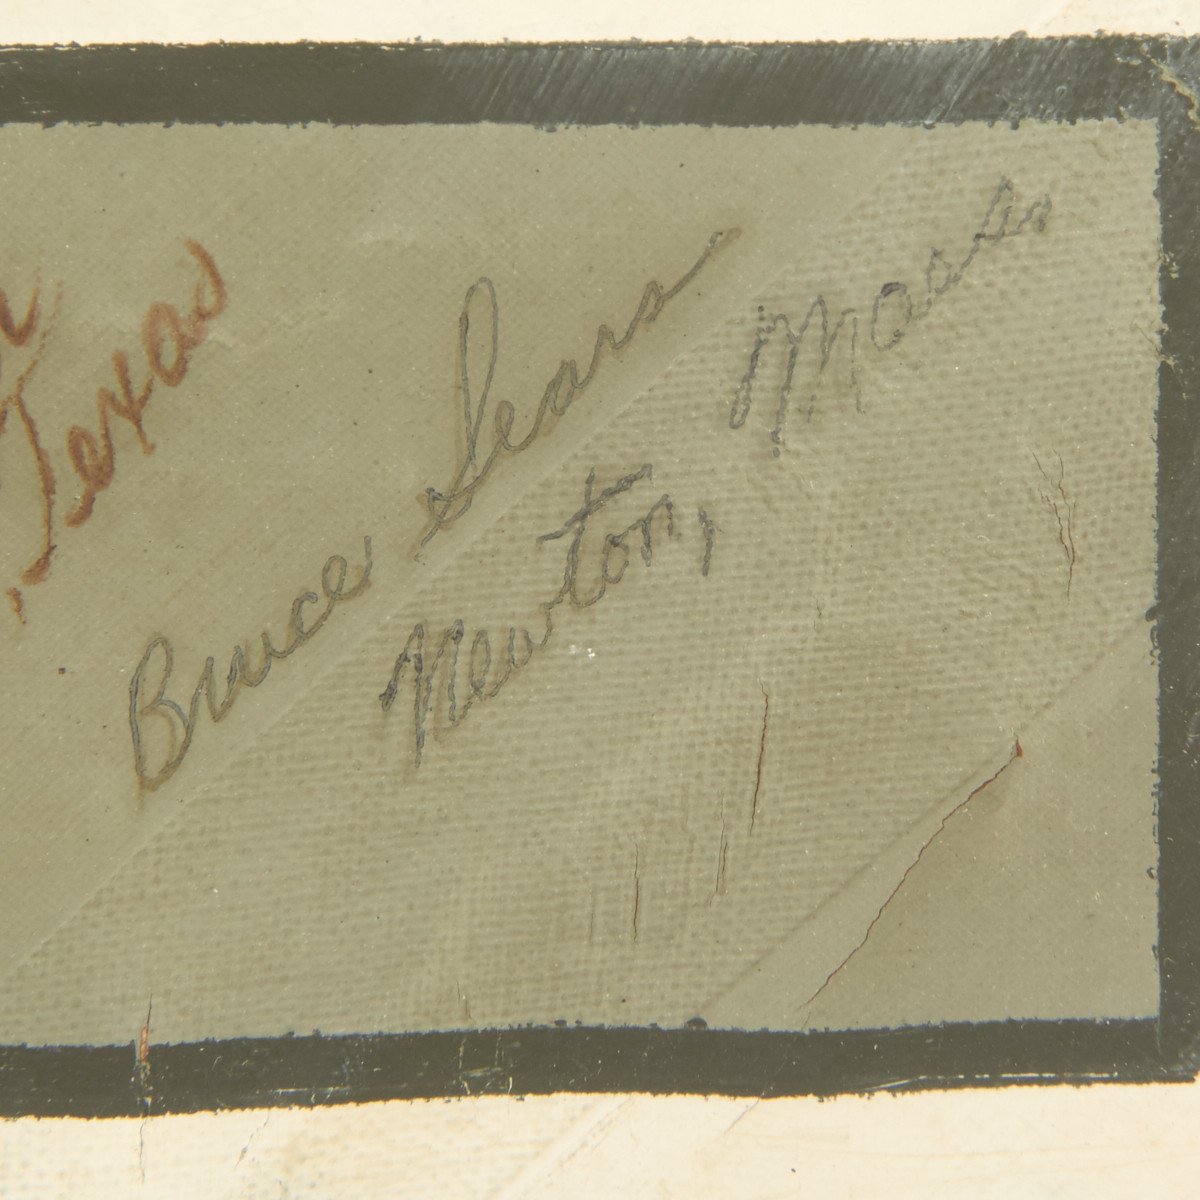 , Texas
Bruce Sears
Newton, Mass